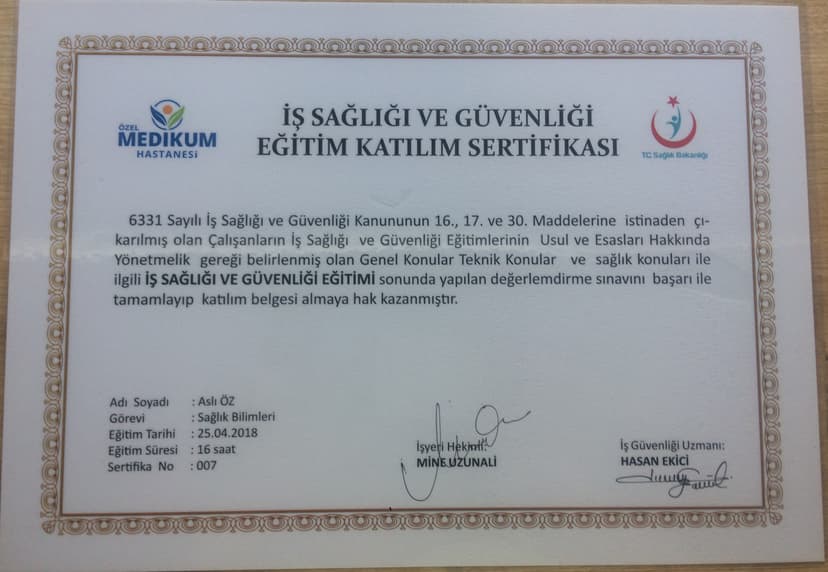 ÖZEL
MEDIKUM
HASTANESİ
İŞ SAĞLIĞI VE GÜVENLİĞİ
EĞİTİM KATILIM SERTİFİKASI
T.C. Sağlık Bakanlığı
6331 Sayılı İş Sağlığı ve Güvenliği Kanununun 16., 17. ve 30. Maddelerine istinaden çı-
karılmış olan Çalışanların İş Sağlığı ve Güvenliği Eğitimlerinin Usul ve Esasları Hakkında
Yönetmelik gereği belirlenmiş olan Genel Konular Teknik Konular ve sağlık konuları ile
ilgili İŞ SAĞLIĞI VE GÜVENLİĞİ EĞİTİMİ sonunda yapılan değerlemdirme sınavını başarı ile
tamamlayıp katılım belgesi almaya hak kazanmıştır.
Adı Soyadı : Aslı ÖZ
Görevi : Sağlık Bilimleri
Eğitim Tarihi : 25.04.2018
Eğitim Süresi : 16 saat
Sertifika No : 007
İşyeri Hekimi:
MİNE UZUNALİ
İş Güvenliği Uzmanı:
HASAN EKİCİ